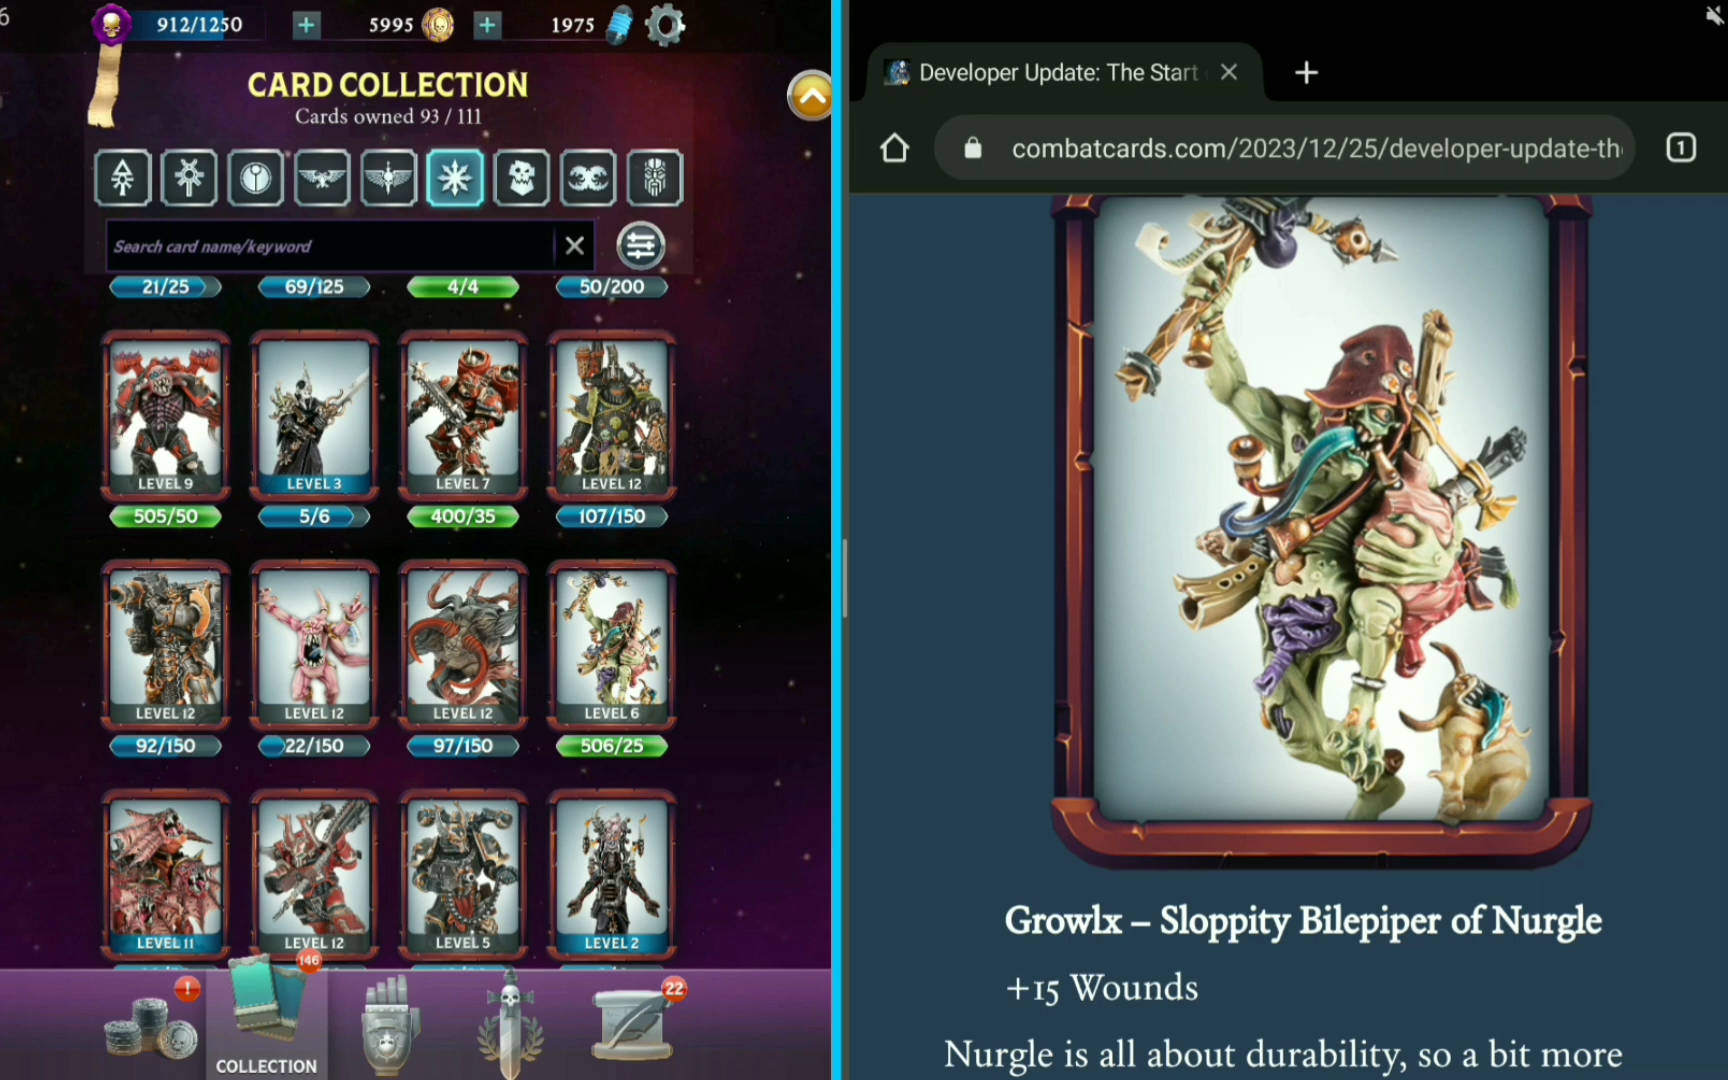 6
912/1250
5995
1975
CARD COLLECTION
Cards owned 93 / 111
Search card name/keyword
21/25
69/125
4/4
50/200
LEVEL 9
LEVEL 3
LEVEL 7
LEVEL 12
505/50
5/6
400/35
107/150
LEVEL 12
LEVEL 12
LEVEL 12
LEVEL 6
92/150
22/150
97/150
506/25
LEVEL 11
LEVEL 12
LEVEL 5
LEVEL 2
146
!
22
COLLECTION
Developer Update: The Start
combatcards.com/2023/12/25/developer-update-th
1
Growlx – Sloppity Bilepiper of Nurgle
+15 Wounds
Nurgle is all about durability, so a bit more